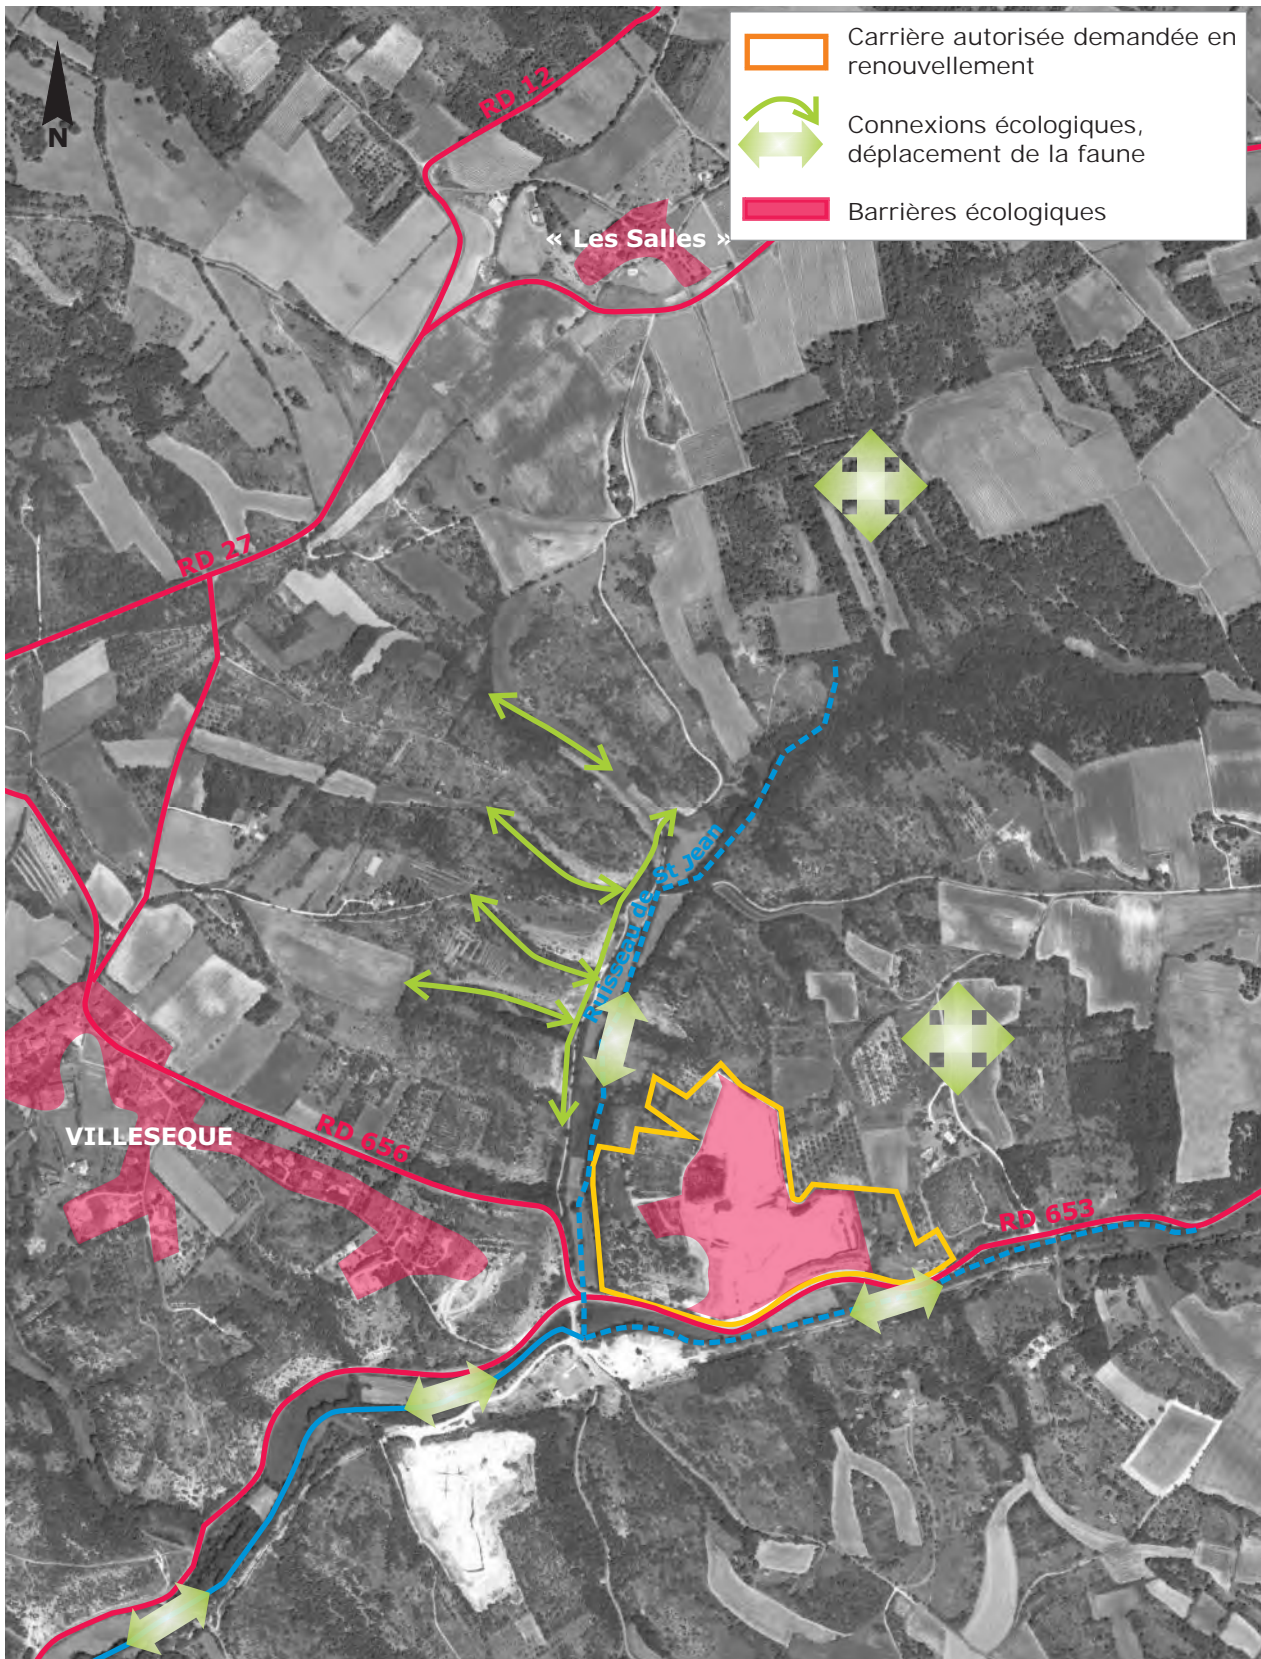 Carrière autorisée demandée en
renouvellement
Connexions écologiques,
déplacement de la faune
Barrières écologiques
N
RD 12
« Les Salles »
RD 27
Ruisseau de St Jean
VILLESEQUE
RD 656
RD 653